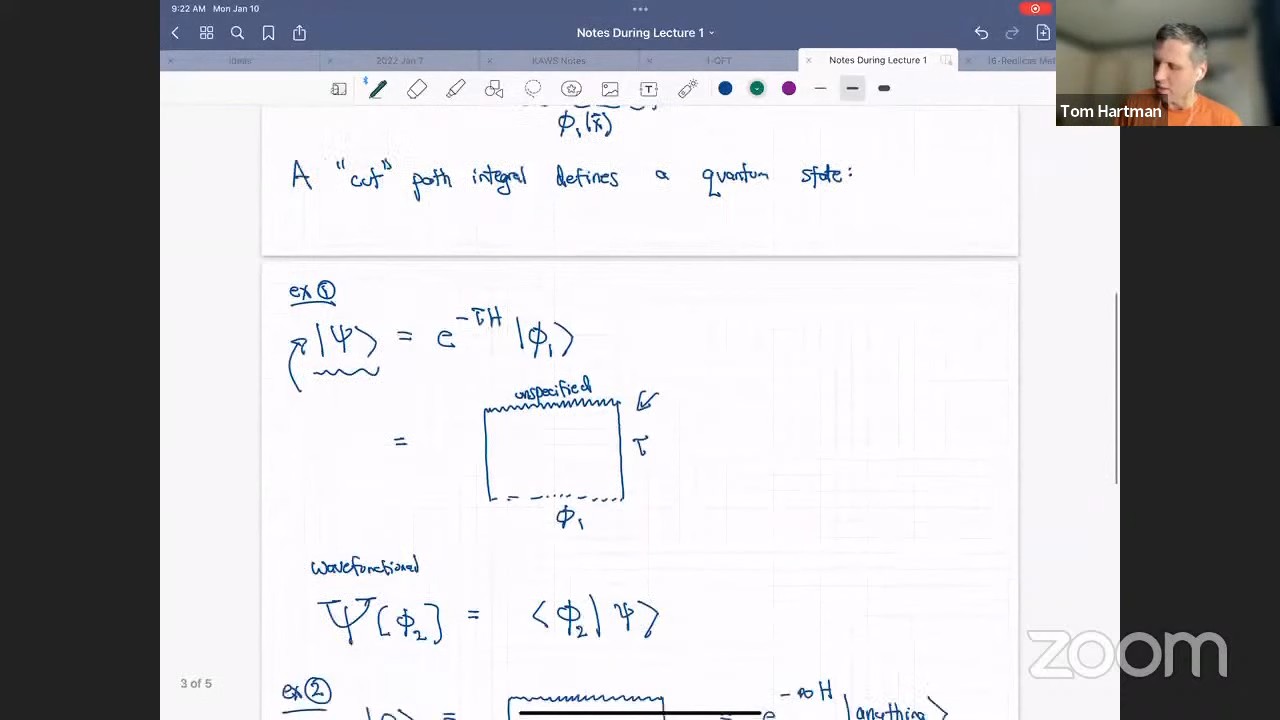 9:22 AM Mon Jan 10
Notes During Lecture 1
2022 Jan 7
KAWS Notes
I-QFT
Notes During Lecture 1
Tom Hartman
ϕ₁(x⃗)
A "cut" path integral defines a quantum state:
ex ①
|Ψ⟩ = e^{-τH} |ϕ₁⟩
unspecified
= τ
ϕ₁
wavefunctional
Ψ[ϕ₂] = ⟨ϕ₂|Ψ⟩
3 of 5
ex ②
= = e^{-∞H} |anything⟩
zoom